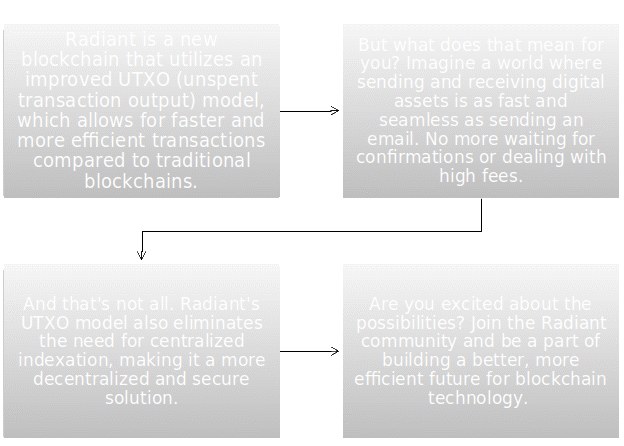 Radiant is a new
blockchain that utilizes an
improved UTXO (unspent
transaction output) model,
which allows for faster and
more efficient transactions
compared to traditional
blockchains.
But what does that mean for
you? Imagine a world where
sending and receiving digital
assets is as fast and
seamless as sending an
email. No more waiting for
confirmations or dealing with
high fees.
And that's not all. Radiant's
UTXO model also eliminates
the need for centralized
indexation, making it a more
decentralized and secure
solution.
Are you excited about the
possibilities? Join the Radiant
community and be a part of
building a better, more
efficient future for blockchain
technology.